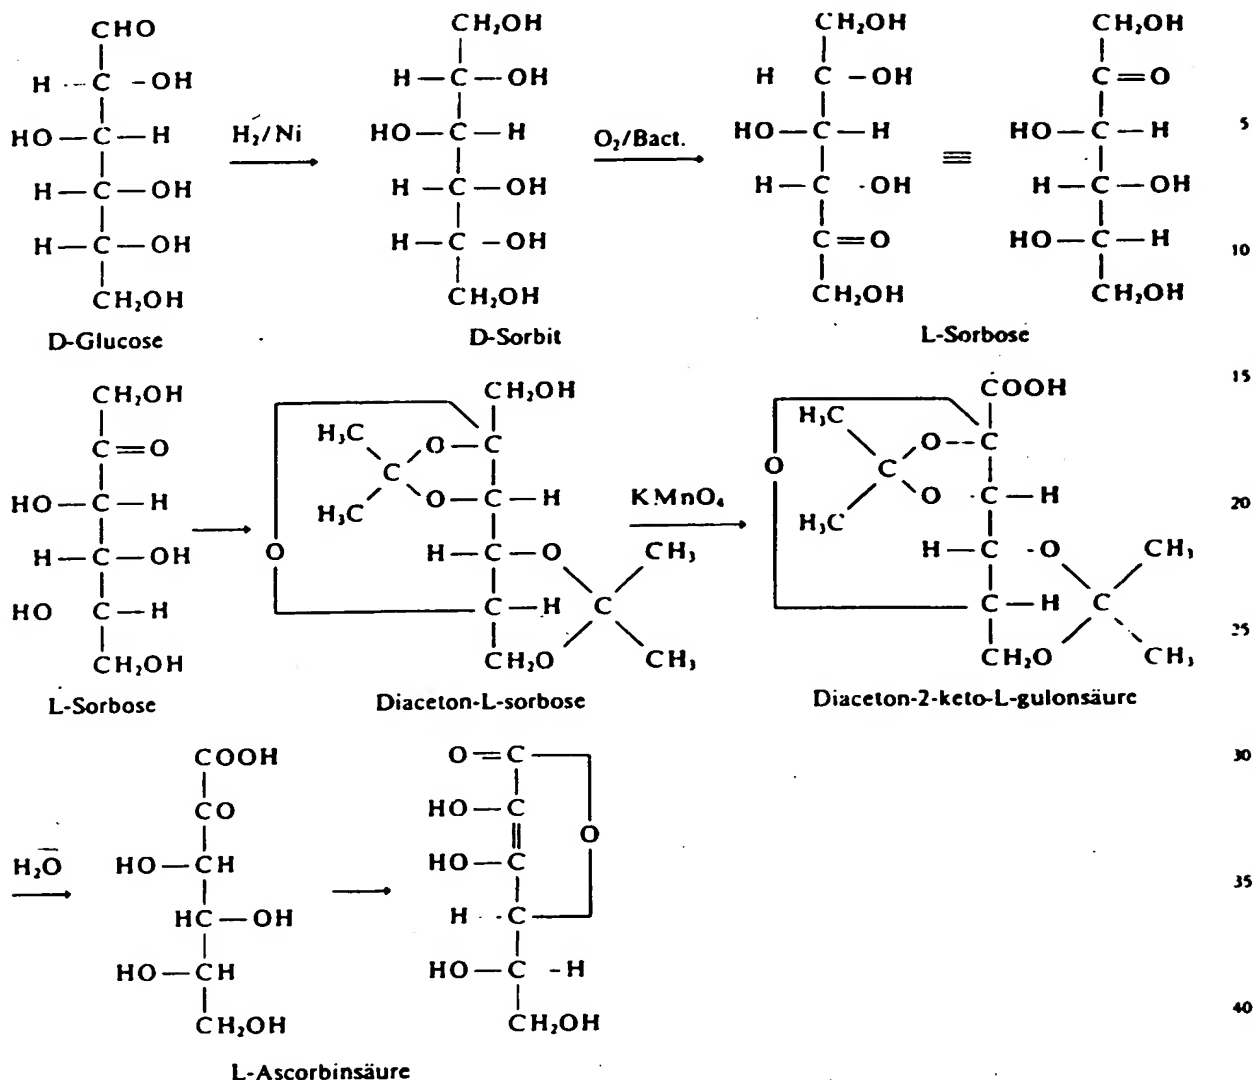 CHO CH₂OH CH₂OH CH₂OH
H C -OH H—C—OH H C -OH C=O
HO—C—H H₂/Ni HO—C—H O₂/Bact. HO—C—H ≡ HO—C—H 5
H—C—OH H—C—OH H—C ·OH H—C—OH
H—C—OH H—C—OH C=O HO—C—H 10
CH₂OH CH₂OH CH₂OH CH₂OH
D-Glucose D-Sorbit L-Sorbose
CH₂OH CH₂OH COOH 15
H₃C H₃C
C=O O—C O--C
C C O
HO—C—H O—C—H KMnO₄ O C—H 20
H₃C H₃C
H—C—OH O H—C—O CH₃ H—C -O CH₃
HO C—H C—H C C—H C 25
CH₂OH CH₂O CH₃ CH₂O CH₃
L-Sorbose Diaceton-L-sorbose Diaceton-2-keto-L-gulonsäure
COOH O=C 30
CO HO—C
O
H₂O HO—CH HO—C 35
HC—OH H C
HO—CH HO—C -H
CH₂OH CH₂OH 40
L-Ascorbinsäure